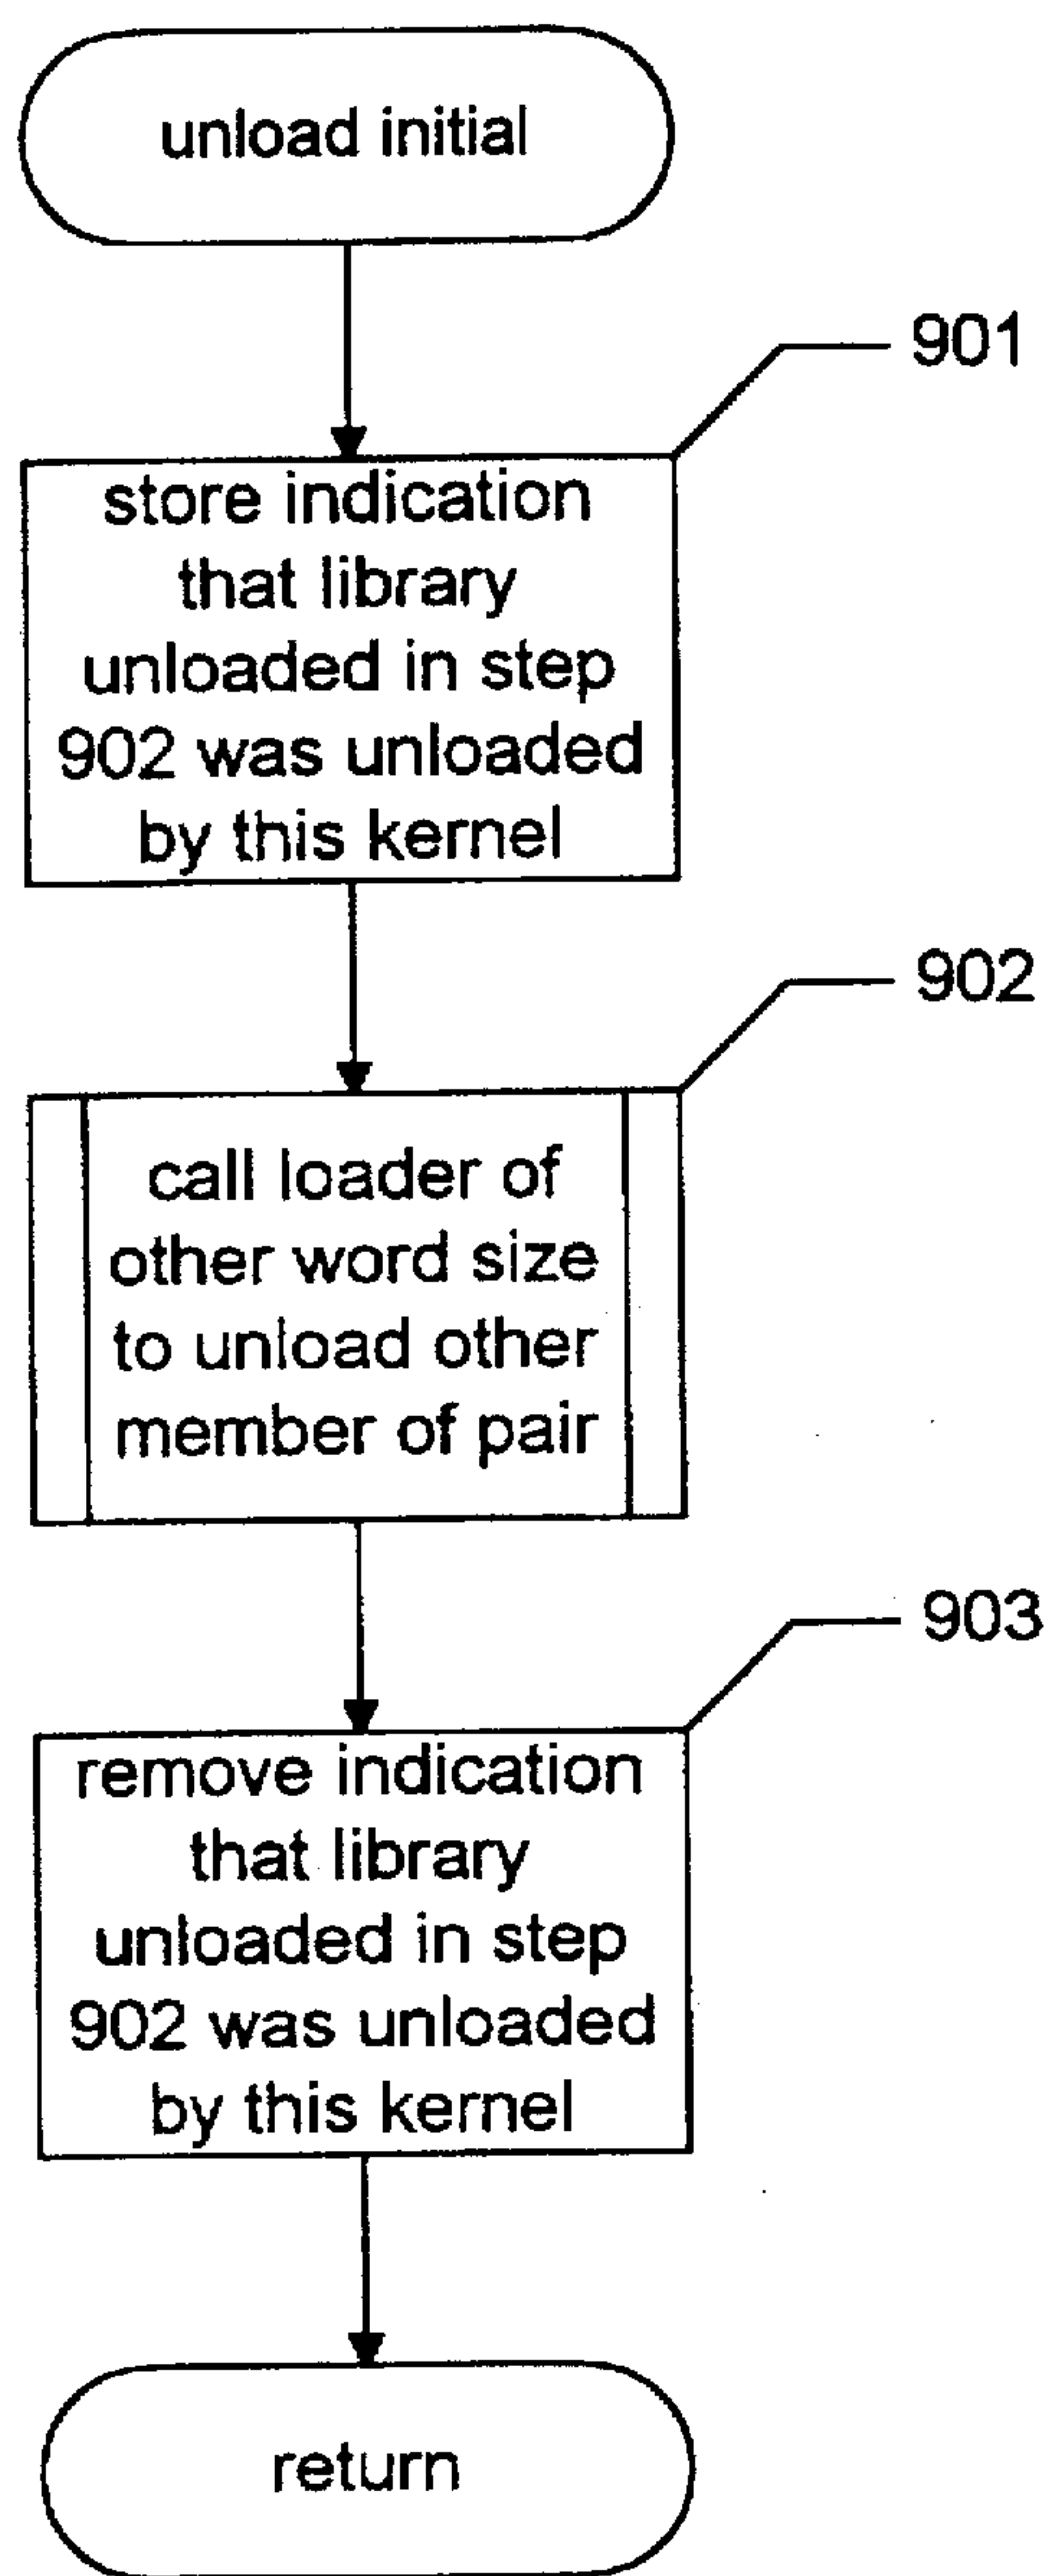 unload initial
901
store indication
that library
unloaded in step
902 was unloaded
by this kernel
902
call loader of
other word size
to unload other
member of pair
903
remove indication
that library
unloaded in step
902 was unloaded
by this kernel
return